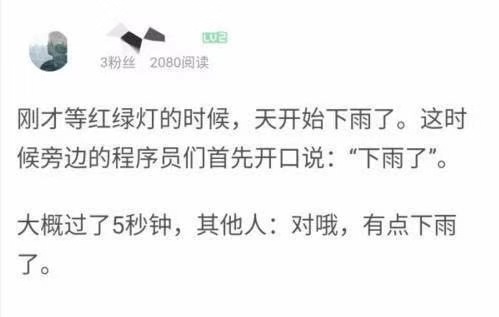 LV2
3粉丝 2080阅读
刚才等红绿灯的时候，天开始下雨了。这时
候旁边的程序员们首先开口说：“下雨了”。
大概过了5秒钟，其他人：对哦，有点下雨
了。